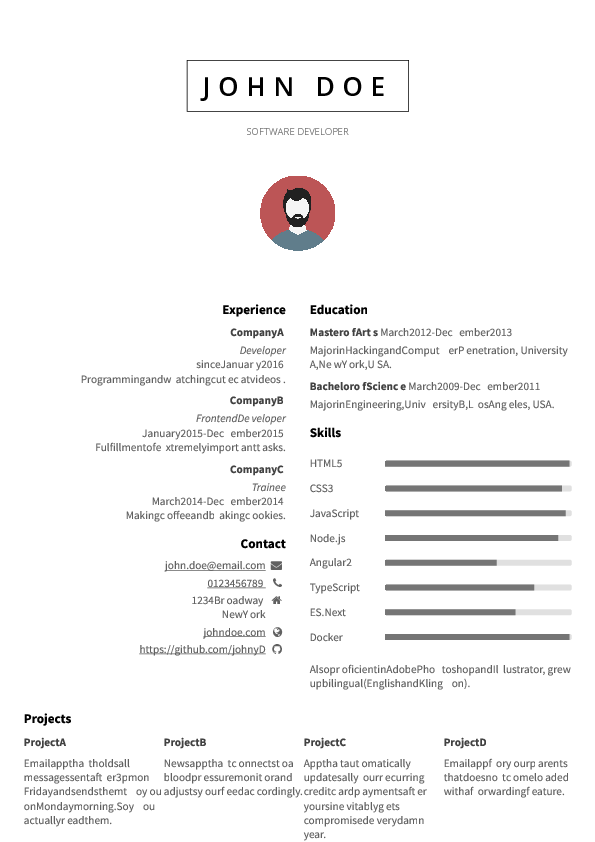 JOHN DOE
SOFTWARE DEVELOPER
Experience
CompanyA
Developer
sinceJanuar y2016
Programmingandw atchingcut ec atvideos .
CompanyB
FrontendDe veloper
January2015-Dec ember2015
Fulfillmentofe xtremelyimport antt asks.
CompanyC
Trainee
March2014-Dec ember2014
Makingc offeeandb akingc ookies.
Contact
john.doe@email.com
0123456789
1234Br oadway
NewY ork
johndoe.com
https://github.com/johnyD
Education
Mastero fArt s March2012-Dec ember2013
MajorinHackingandComput erP enetration, University
A,Ne wY ork,U SA.
Bacheloro fScienc e March2009-Dec ember2011
MajorinEngineering,Univ ersityB,L osAng eles, USA.
Skills
HTML5
CSS3
JavaScript
Node.js
Angular2
TypeScript
ES.Next
Docker
Alsopr oficientinAdobePho toshopandIl lustrator, grew
upbilingual(EnglishandKling on).
Projects
ProjectA
Emailapptha tholdsall
messagessentaft er3pmon
Fridayandsendsthemt oy ou
onMondaymorning.Soy ou
actuallyr eadthem.
ProjectB
Newsapptha tc onnectst oa
bloodpr essuremonit orand
adjustsy ourf eedac cordingly.
ProjectC
Apptha taut omatically
updatesally ourr ecurring
creditc ardp aymentsaft er
yoursine vitablyg ets
compromisede verydamn
year.
ProjectD
Emailappf ory ourp arents
thatdoesno tc omelo aded
withaf orwardingf eature.